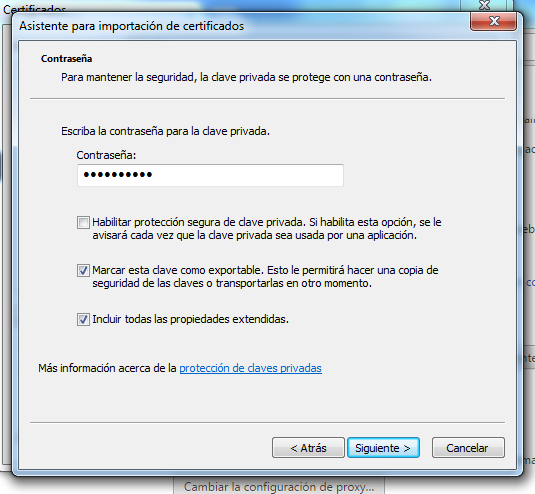 Certificados
Asistente para importación de certificados
Contraseña
Para mantener la seguridad, la clave privada se protege con una contraseña.
Escriba la contraseña para la clave privada.
Contraseña:
••••••••••
Habilitar protección segura de clave privada. Si habilita esta opción, se le
avisará cada vez que la clave privada sea usada por una aplicación.
Marcar esta clave como exportable. Esto le permitirá hacer una copia de
seguridad de las claves o transportarlas en otro momento.
Incluir todas las propiedades extendidas.
Más información acerca de la protección de claves privadas
< Atrás
Siguiente >
Cancelar
Cambiar la configuración de proxy...